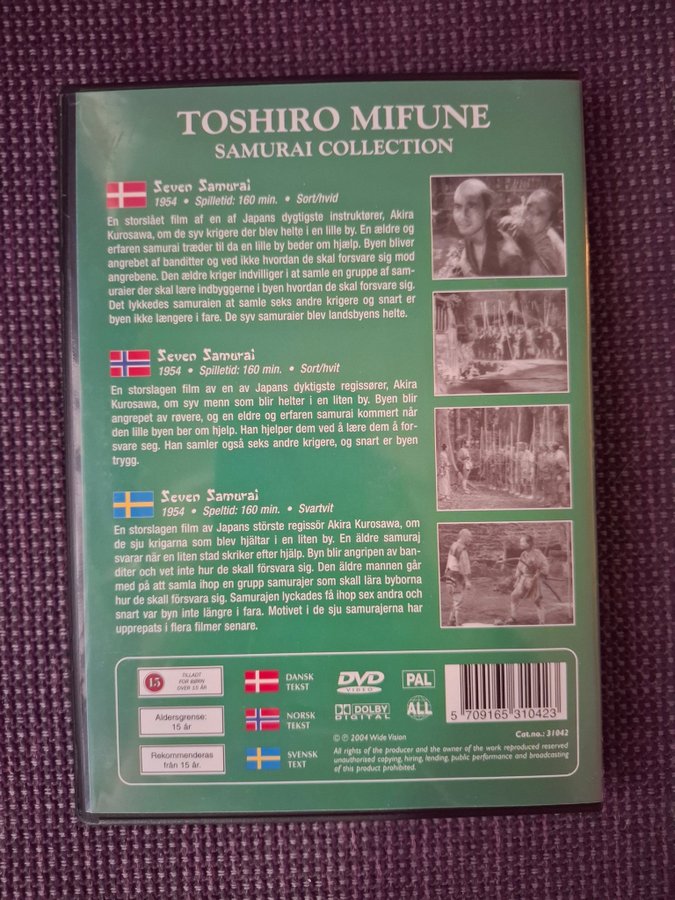 TOSHIRO MIFUNE
SAMURAI COLLECTION
Seven Samurai
1954 • Spilletid: 160 min. • Sort/hvid
En storslået film af en af Japans dygtigste instruktører, Akira
Kurosawa, om de syv krigere der blev helte i en lille by. En ældre og
erfaren samurai træder til da en lille by beder om hjælp. Byen bliver
angrebet af banditter og ved ikke hvordan de skal forsvare sig mod
angrebene. Den ældre kriger indvilliger i at samle en gruppe af sam-
uraier der skal lære indbyggerne i byen hvordan de skal forsvare sig.
Det lykkedes samuraien at samle seks andre krigere og snart er
byen ikke længere i fare. De syv samuraier blev landsbyens helte.
Seven Samurai
1954 • Spilletid: 160 min. • Sort/hvit
En storslagen film av en av Japans dyktigste regissører, Akira
Kurosawa, om syv menn som blir helter i en liten by. Byen blir
angrepet av røvere, og en eldre og erfaren samurai kommert når
den lille byen ber om hjelp. Han hjelper dem ved å lære dem å for-
svare seg. Han samler også seks andre krigere, og snart er byen
trygg.
Seven Samurai
1954 • Speltid: 160 min. • Svartvit
En storslagen film av Japans störste regissör Akira Kurosawa, om
de sju krigarna som blev hjältar i en liten by. En äldre samuraj
svarar når en liten stad skriker efter hjälp. Byn blir angripen av ban-
diter och vet inte hur de skall försvara sig. Den äldre mannen går
med på att samla ihop en grupp samurajer som skall lära byborna
hur de skall försvara sig. Samurajen lyckades få ihop sex andra och
snart var byn inte längre i fara. Motivet i de sju samurajerna har
upprepats i flera filmer senare.
15 TILLADT
FOR BØRN
OVER 15 ÅR
DANSK
TEKST
DVD
VIDEO
PAL
Aldersgrense:
15 år
NORSK
TEKST
DOLBY
DIGITAL
ALL
5 709165 310423
Rekommenderas
från 15 år.
SVENSK
TEXT
© ℗ 2004 Wide Vision
Cat.no.: 31042
All rights of the producer and the owner of the work reproduced reserved
unauthorised copying, hiring, lending, public performance and broadcasting
of this product prohibited.